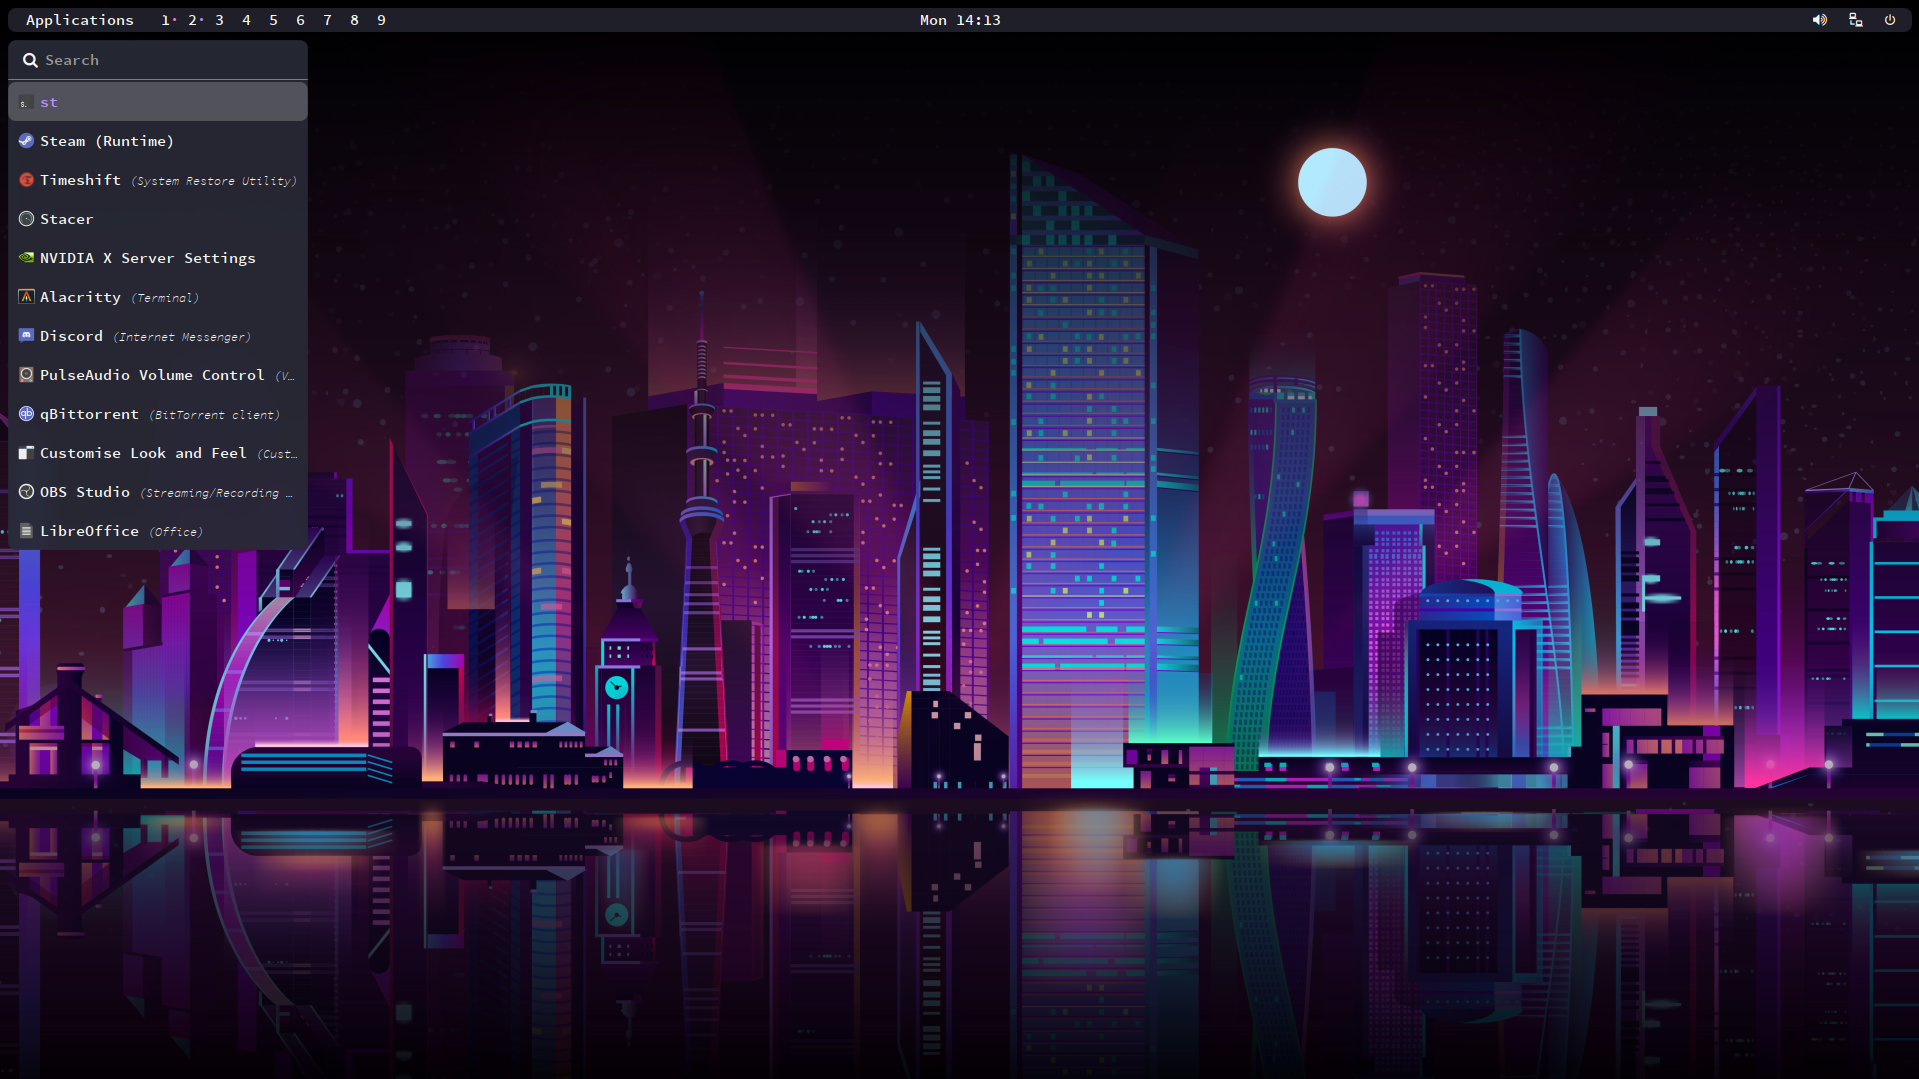 Applications 1 2 3 4 5 6 7 8 9 Mon 14:13
Search
st
Steam (Runtime)
Timeshift (System Restore Utility)
Stacer
NVIDIA X Server Settings
Alacritty (Terminal)
Discord (Internet Messenger)
PulseAudio Volume Control (V…
qBittorrent (BitTorrent client)
Customise Look and Feel (Cust…
OBS Studio (Streaming/Recording …
LibreOffice (Office)